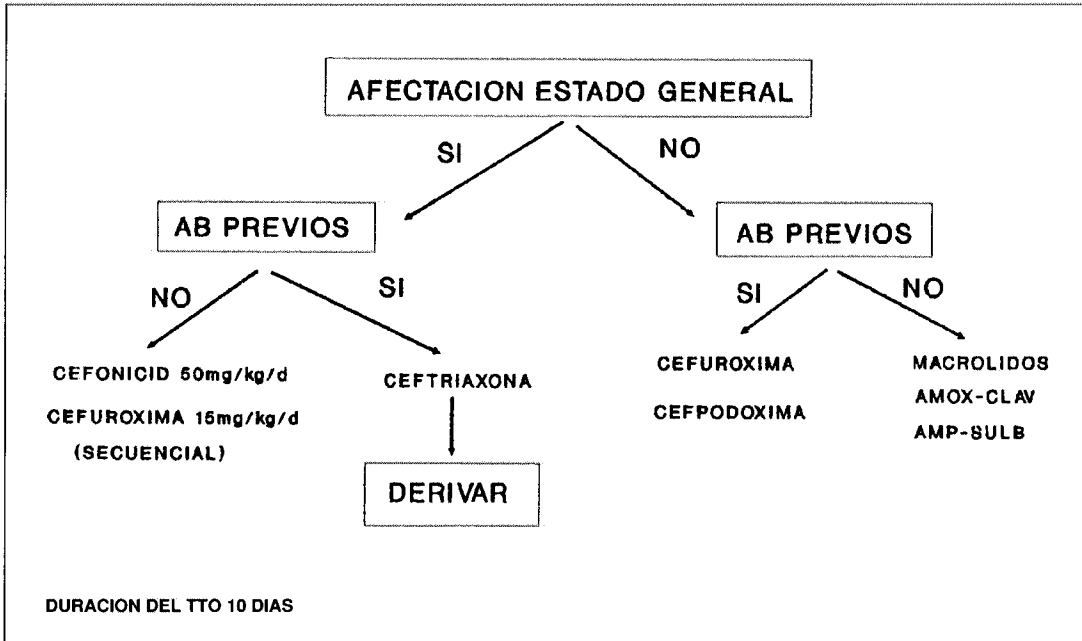 AFECTACION ESTADO GENERAL
SI
NO
AB PREVIOS
AB PREVIOS
NO
SI
SI
NO
CEFONICID 50mg/kg/d
CEFUROXIMA 15mg/kg/d
(SECUENCIAL)
CEFTRIAXONA
DERIVAR
CEFUROXIMA
CEFPODOXIMA
MACROLIDOS
AMOX-CLAV
AMP-SULB
DURACION DEL TTO 10 DIAS